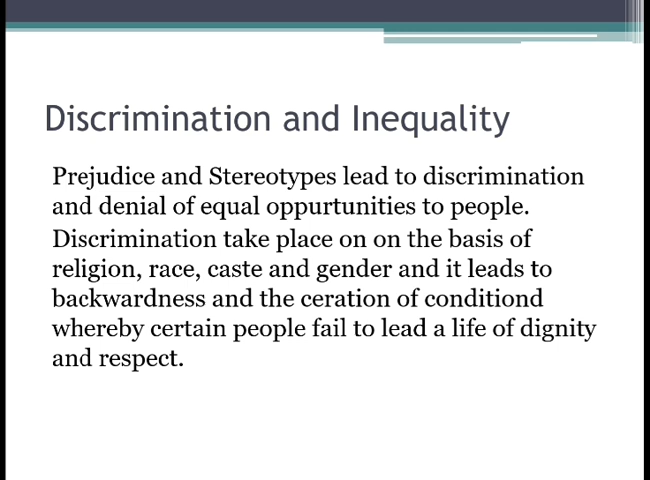 Discrimination and Inequality
Prejudice and Stereotypes lead to discrimination
and denial of equal oppurtunities to people.
Discrimination take place on on the basis of
religion, race, caste and gender and it leads to
backwardness and the ceration of conditiond
whereby certain people fail to lead a life of dignity
and respect.